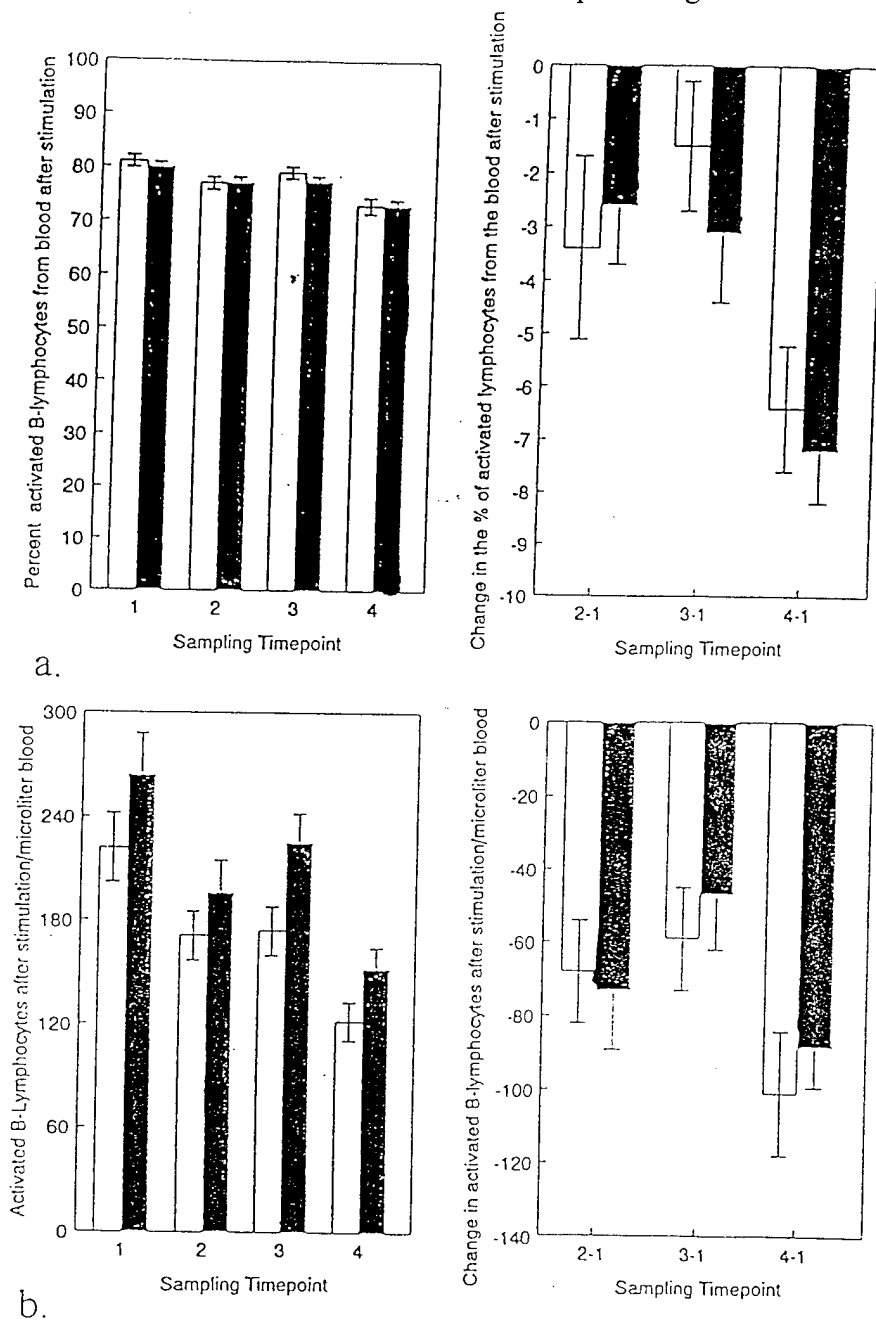 Percent activated B-lymphocytes from blood after stimulation
100
90
80
70
60
50
40
30
20
10
0
1 2 3 4
Sampling Timepoint
Change in the % of activated lymphocytes from the blood after stimulation
0
-1
-2
-3
-4
-5
-6
-7
-8
-9
-10
2-1 3-1 4-1
Sampling Timepoint
a.
Activated B-Lymphocytes after stimulation/microliter blood
300
240
180
120
60
0
1 2 3 4
Sampling Timepoint
Change in activated B-lymphocytes after stimulation/microliter blood
0
-20
-40
-60
-80
-100
-120
-140
2-1 3-1 4-1
Sampling Timepoint
b.